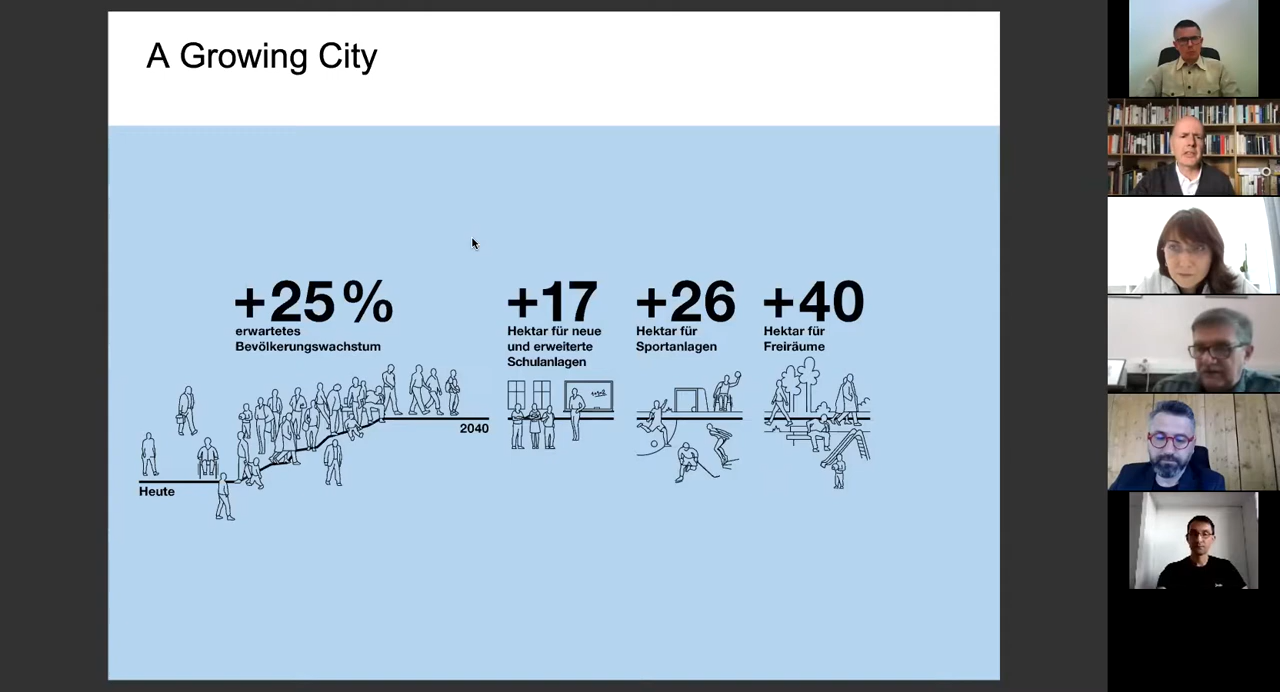 A Growing City
+25%
erwartetes
Bevölkerungswachstum
+17
Hektar für neue
und erweiterte
Schulanlagen
+26
Hektar für
Sportanlagen
+40
Hektar für
Freiräume
2040
Heute